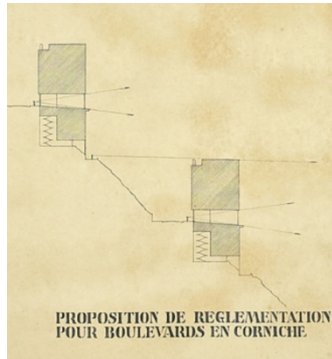 PROPOSITION DE REGLEMENTATION
POUR BOULEVARDS EN CORNICHE